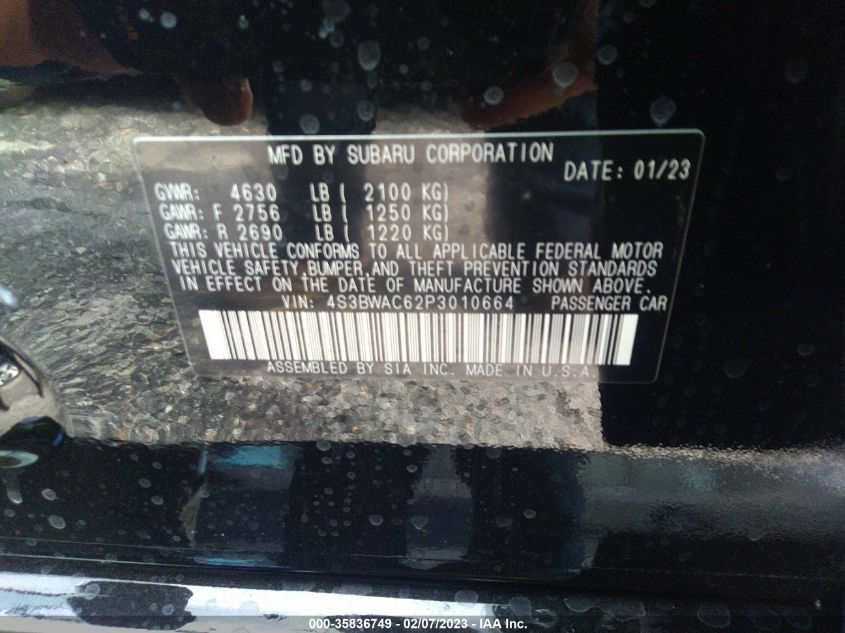 MFD BY SUBARU CORPORATION DATE: 01/23
GVWR: 4630 LB ( 2100 KG)
GAWR: F 2756 LB ( 1250 KG)
GAWR: R 2690 LB ( 1220 KG)
THIS VEHICLE CONFORMS TO ALL APPLICABLE FEDERAL MOTOR
VEHICLE SAFETY,BUMPER,AND THEFT PREVENTION STANDARDS
IN EFFECT ON THE DATE OF MANUFACTURE SHOWN ABOVE.
VIN: 4S3BWAC62P3010664 PASSENGER CAR
ASSEMBLED BY SIA INC. MADE IN U.S.A.
000-35836749 - 02/07/2023 - IAA Inc.